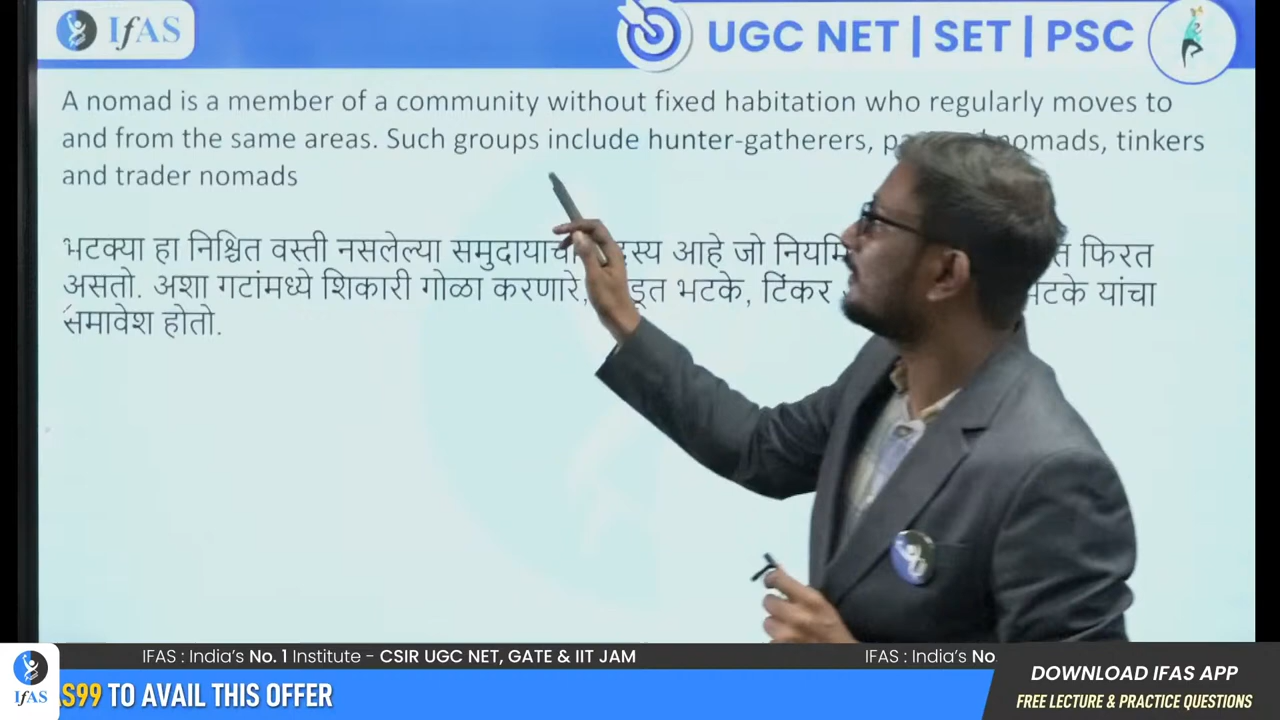 IfAS
UGC NET | SET | PSC
A nomad is a member of a community without fixed habitation who regularly moves to
and from the same areas. Such groups include hunter-gatherers, nomads, tinkers
and trader nomads
भटक्या हा निश्चित वस्ती नसलेल्या समुदायाचा आहे जो फिरत
असतो. अशा गटांमध्ये शिकारी गोळा करणारे, भटके, टिंकर भटके यांचा
समावेश होतो.
IFAS : India's No. 1 Institute - CSIR UGC NET, GATE & IIT JAM
IFAS : India's No.
DOWNLOAD IFAS APP
IfAS
S99 TO AVAIL THIS OFFER
FREE LECTURE & PRACTICE QUESTIONS